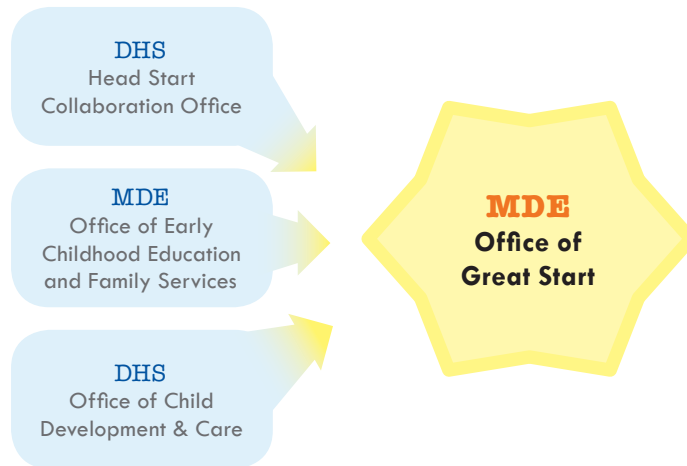 DHS
Head Start
Collaboration Office
MDE
Office of Early
Childhood Education
and Family Services
DHS
Office of Child
Development & Care
MDE
Office of
Great Start